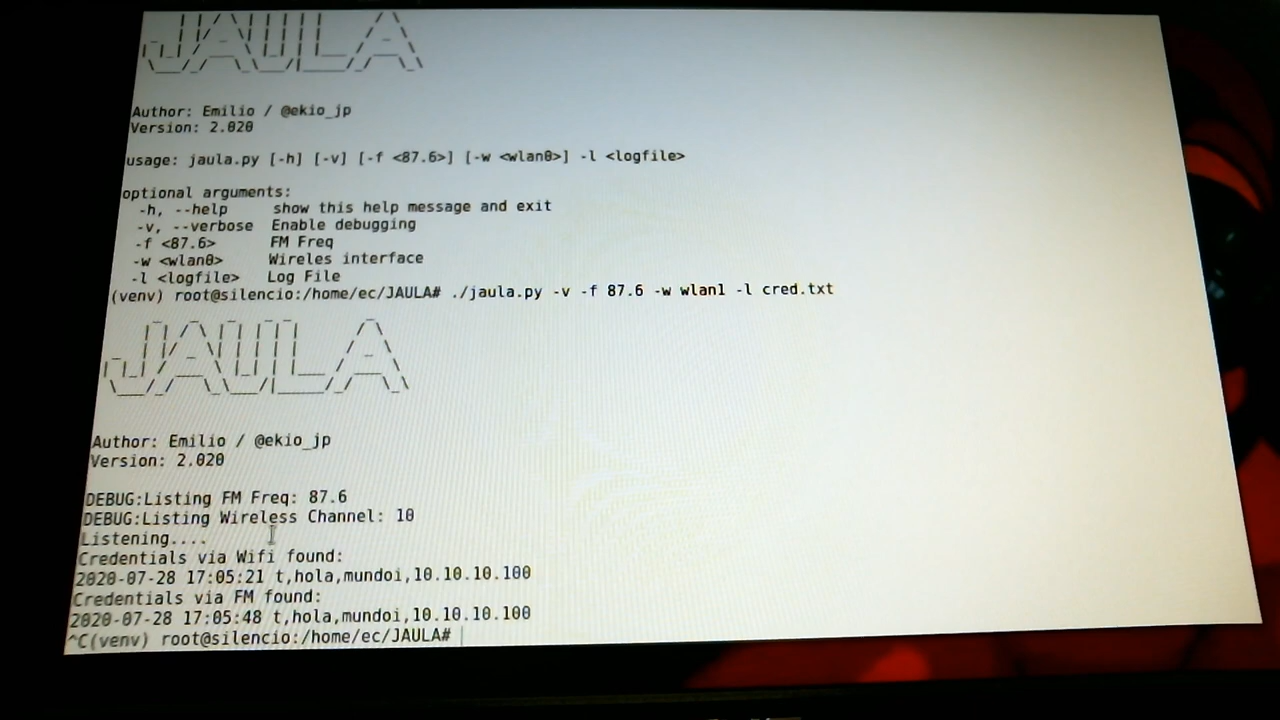 JAULA
Author: Emilio / @ekio_jp
Version: 2.020
usage: jaula.py [-h] [-v] [-f <87.6>] [-w <wlan0>] -l <logfile>
optional arguments:
-h, --help show this help message and exit
-v, --verbose Enable debugging
-f <87.6> FM Freq
-w <wlan0> Wireles interface
-l <logfile> Log File
(venv) root@silencio:/home/ec/JAULA# ./jaula.py -v -f 87.6 -w wlan1 -l cred.txt
JAULA
Author: Emilio / @ekio_jp
Version: 2.020
DEBUG:Listing FM Freq: 87.6
DEBUG:Listing Wireless Channel: 10
Listening....
Credentials via Wifi found:
2020-07-28 17:05:21 t,hola,mundoi,10.10.10.100
Credentials via FM found:
2020-07-28 17:05:48 t,hola,mundoi,10.10.10.100
^C(venv) root@silencio:/home/ec/JAULA#